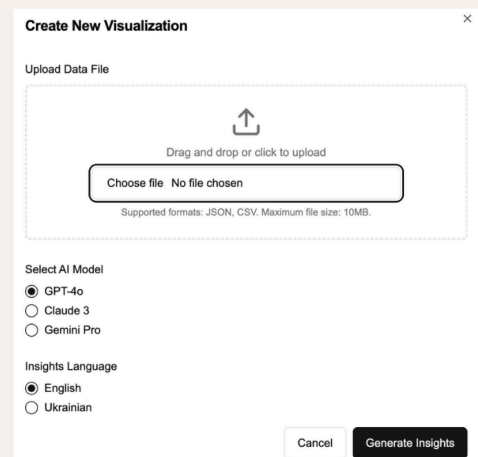 Create New Visualization
Upload Data File
Drag and drop or click to upload
Choose file No file chosen
Supported formats: JSON, CSV. Maximum file size: 10MB.
Select AI Model
GPT-4o
Claude 3
Gemini Pro
Insights Language
English
Ukrainian
Cancel Generate Insights